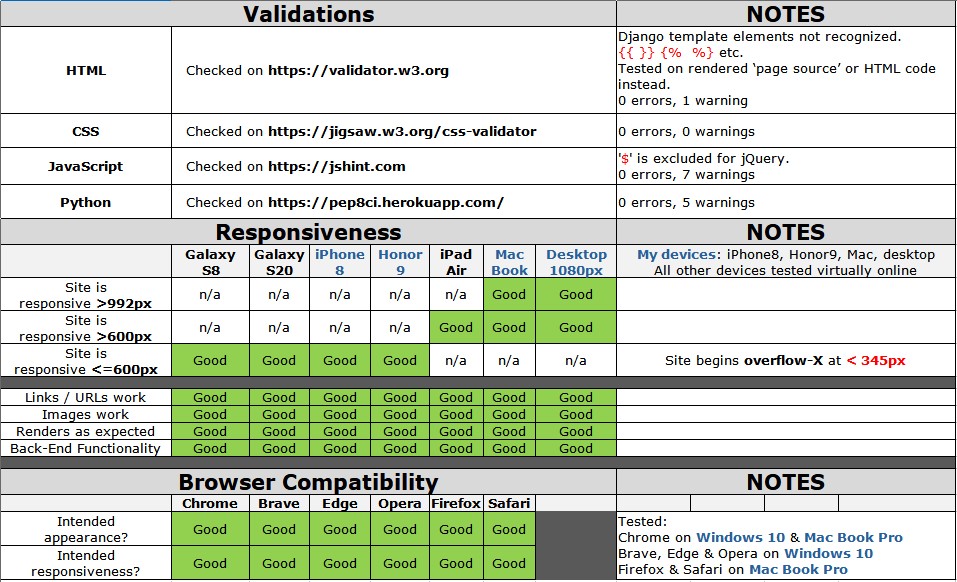 Validations NOTES
HTML Checked on https://validator.w3.org
Django template elements not recognized.
{{ }} {% %} etc.
Tested on rendered ‘page source’ or HTML code
instead.
0 errors, 1 warning
CSS Checked on https://jigsaw.w3.org/css-validator 0 errors, 0 warnings
JavaScript Checked on https://jshint.com
'$' is excluded for jQuery.
0 errors, 7 warnings
Python Checked on https://pep8ci.herokuapp.com/ 0 errors, 5 warnings
Responsiveness NOTES
Galaxy S8 Galaxy S20 iPhone 8 Honor 9 iPad Air Mac Book Desktop 1080px
My devices: iPhone8, Honor9, Mac, desktop
All other devices tested virtually online
Site is
responsive >992px n/a n/a n/a n/a n/a Good Good
Site is
responsive >600px n/a n/a n/a n/a Good Good Good
Site is
responsive <=600px Good Good Good Good n/a n/a n/a Site begins overflow-X at < 345px
Links / URLs work Good Good Good Good Good Good Good
Images work Good Good Good Good Good Good Good
Renders as expected Good Good Good Good Good Good Good
Back-End Functionality Good Good Good Good Good Good Good
Browser Compatibility NOTES
Chrome Brave Edge Opera Firefox Safari
Intended
appearance? Good Good Good Good Good Good
Intended
responsiveness? Good Good Good Good Good Good
Tested:
Chrome on Windows 10 & Mac Book Pro
Brave, Edge & Opera on Windows 10
Firefox & Safari on Mac Book Pro